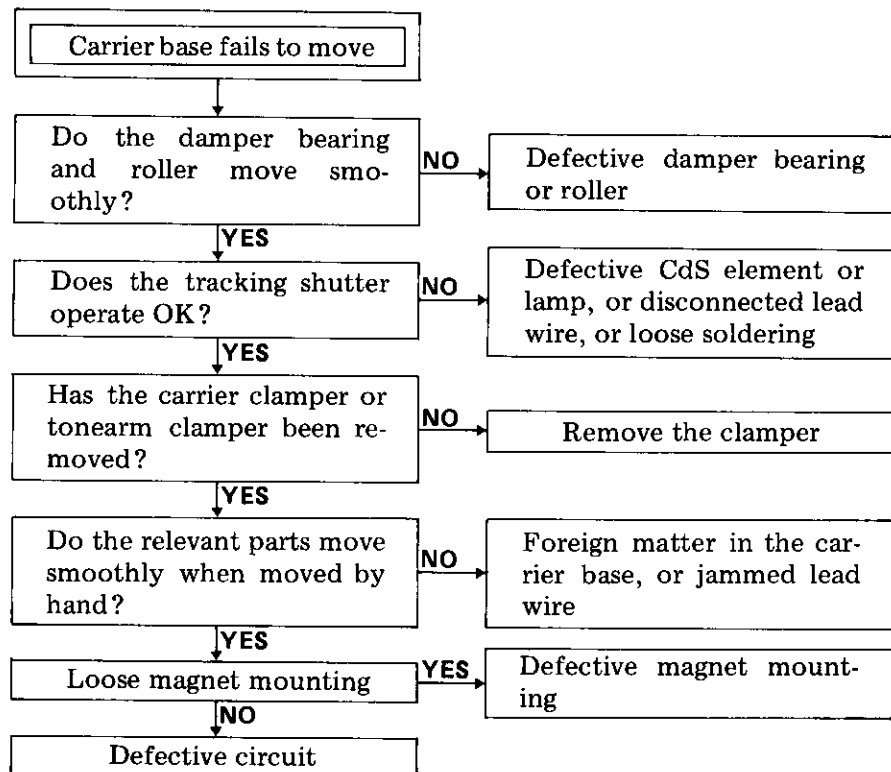 Carrier base fails to move
Do the damper bearing
and roller move smo-
othly?
NO
Defective damper bearing
or roller
YES
Does the tracking shutter
operate OK?
NO
Defective CdS element or
lamp, or disconnected lead
wire, or loose soldering
YES
Has the carrier clamper or
tonearm clamper been re-
moved?
NO
Remove the clamper
YES
Do the relevant parts move
smoothly when moved by
hand?
NO
Foreign matter in the car-
rier base, or jammed lead
wire
YES
Loose magnet mounting
YES
Defective magnet mount-
ing
NO
Defective circuit